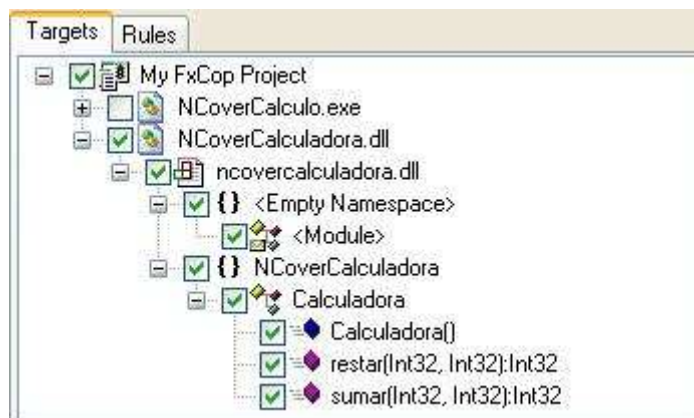 Targets Rules
My FxCop Project
NCoverCalculo.exe
NCoverCalculadora.dll
ncovercalculadora.dll
{} <Empty Namespace>
<Module>
{} NCoverCalculadora
Calculadora
Calculadora()
restar(Int32, Int32):Int32
sumar(Int32, Int32):Int32